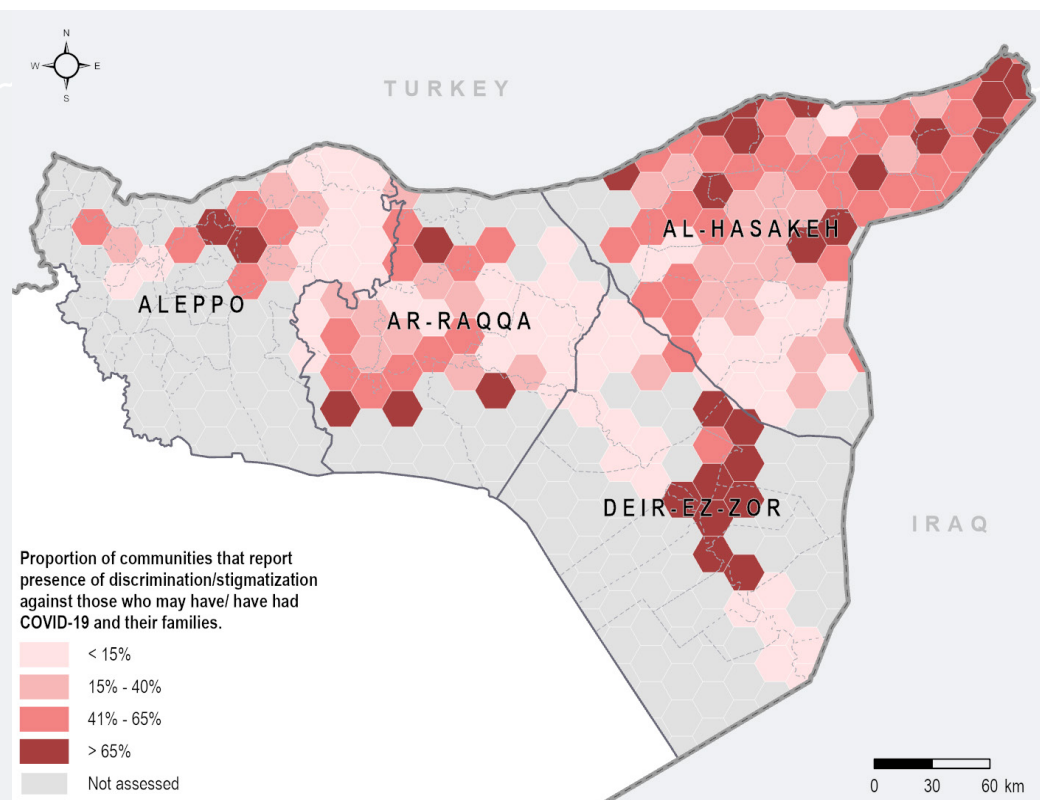 N
W E
S
TURKEY
AL-HASAKEH
ALEPPO
AR-RAQQA
DEIR-EZ-ZOR
IRAQ
Proportion of communities that report
presence of discrimination/stigmatization
against those who may have/ have had
COVID-19 and their families.
< 15%
15% - 40%
41% - 65%
> 65%
Not assessed
0 30 60 km